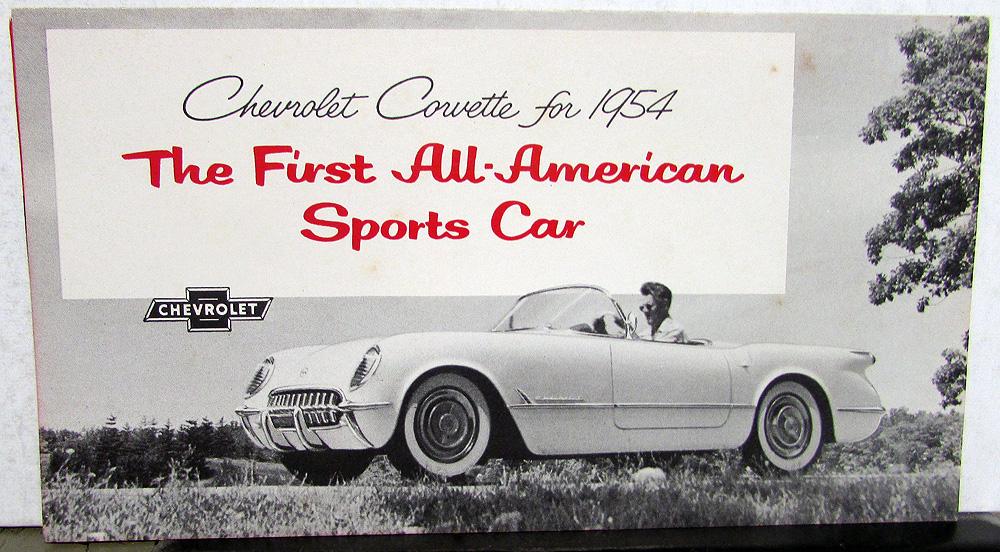 Chevrolet Corvette for 1954
The First All-American
Sports Car
CHEVROLET